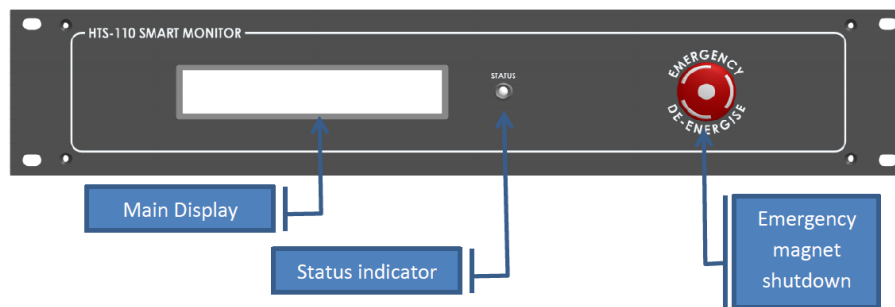 HTS-110 SMART MONITOR
STATUS
EMERGENCY
DE-ENERGISE
Main Display
Status indicator
Emergency
magnet
shutdown